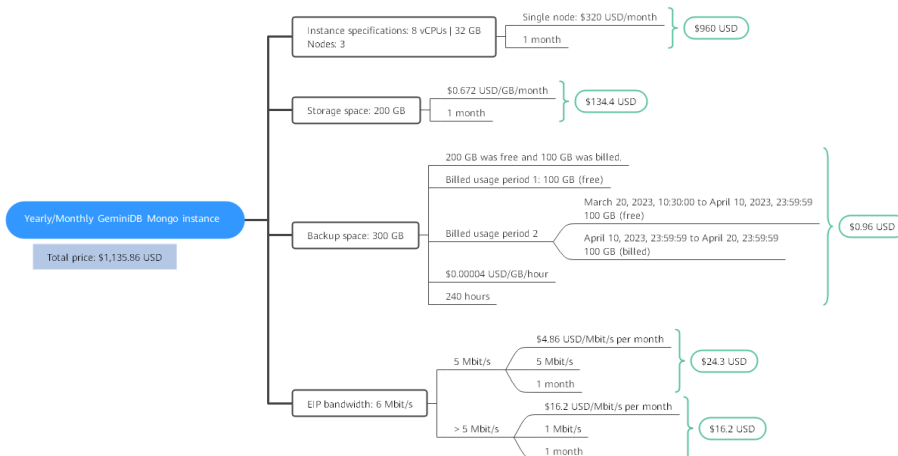 Yearly/Monthly GeminiDB Mongo instance
Total price: $1,135.86 USD
Instance specifications: 8 vCPUs | 32 GB
Nodes: 3
Single node: $320 USD/month
1 month
$960 USD
Storage space: 200 GB
$0.672 USD/GB/month
1 month
$134.4 USD
Backup space: 300 GB
200 GB was free and 100 GB was billed.
Billed usage period 1: 100 GB (free)
Billed usage period 2
March 20, 2023, 10:30:00 to April 10, 2023, 23:59:59
100 GB (free)
April 10, 2023, 23:59:59 to April 20, 2023, 23:59:59
100 GB (billed)
$0.00004 USD/GB/hour
240 hours
$0.96 USD
EIP bandwidth: 6 Mbit/s
5 Mbit/s
$4.86 USD/Mbit/s per month
5 Mbit/s
1 month
$24.3 USD
> 5 Mbit/s
$16.2 USD/Mbit/s per month
1 Mbit/s
1 month
$16.2 USD